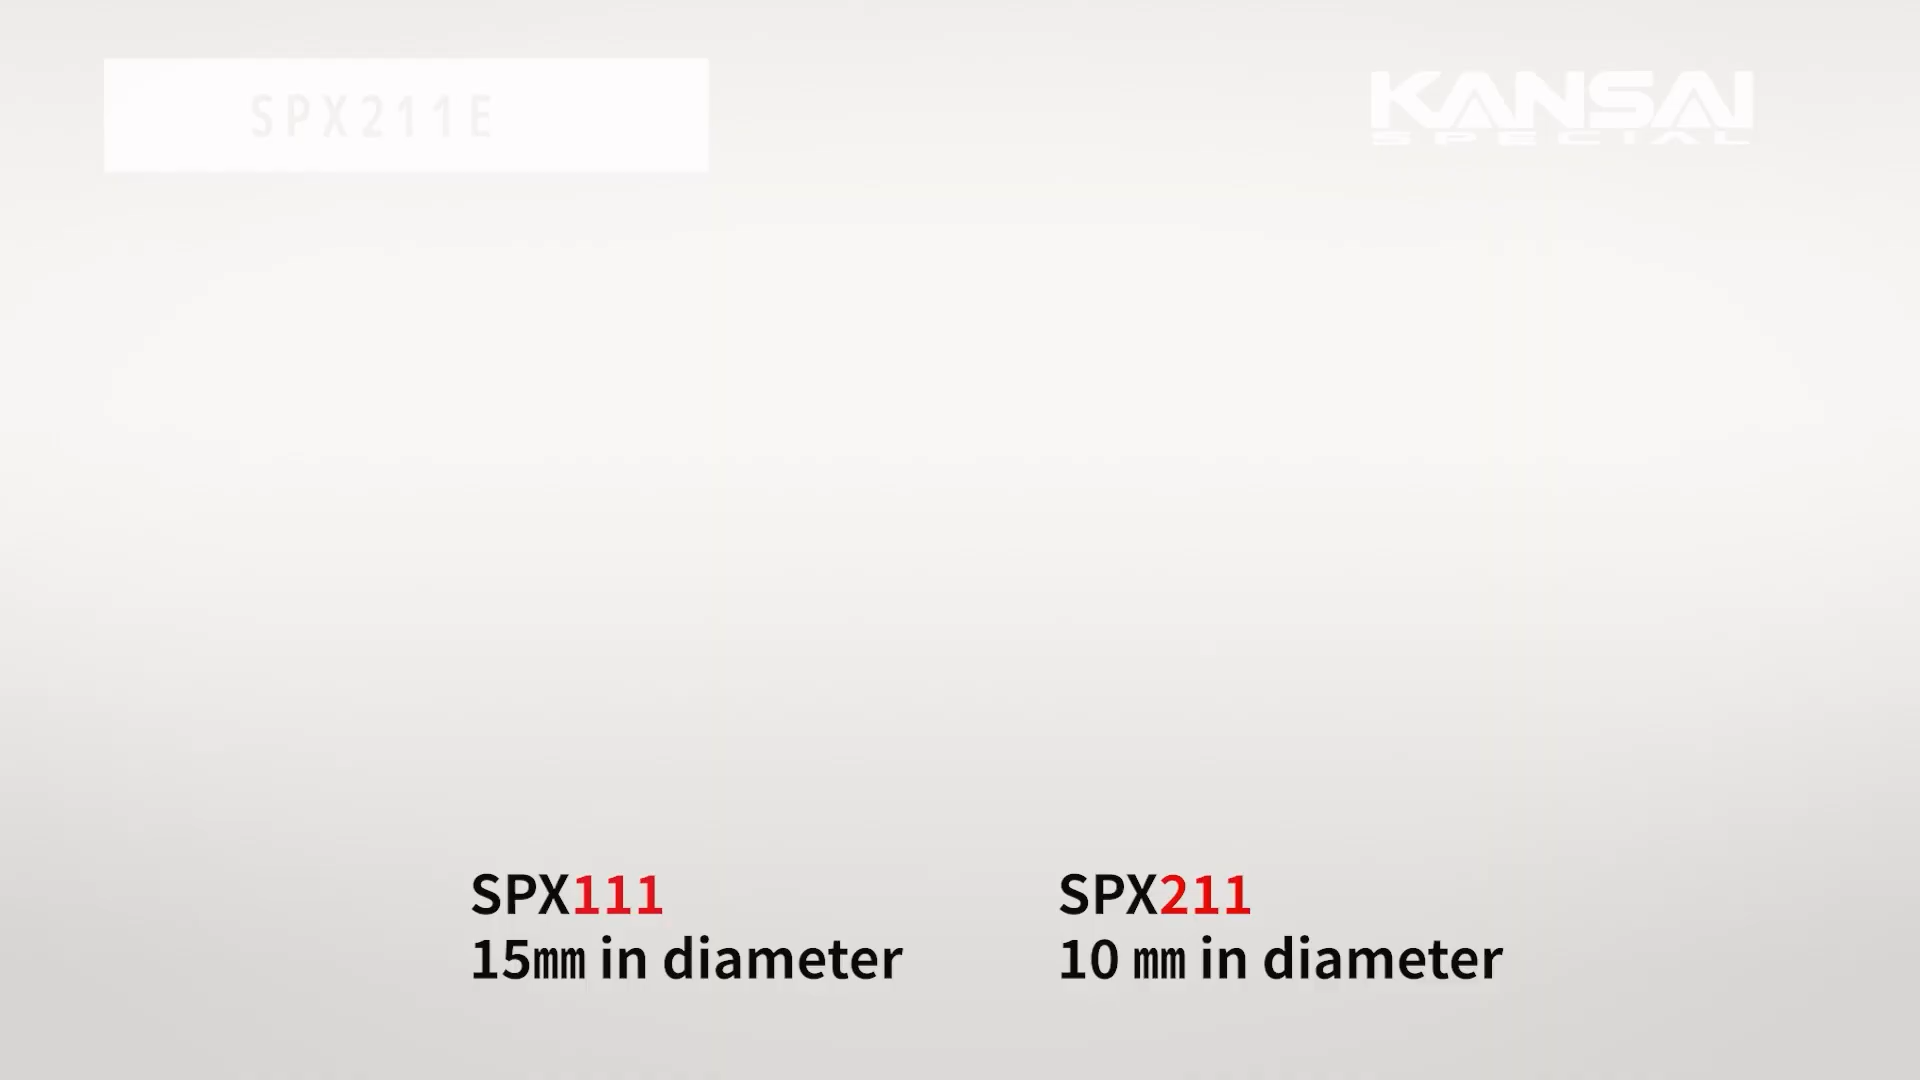 SPX211E
KANSAI
SPECIAL
SPX111
15㎜ in diameter
SPX211
10 ㎜ in diameter